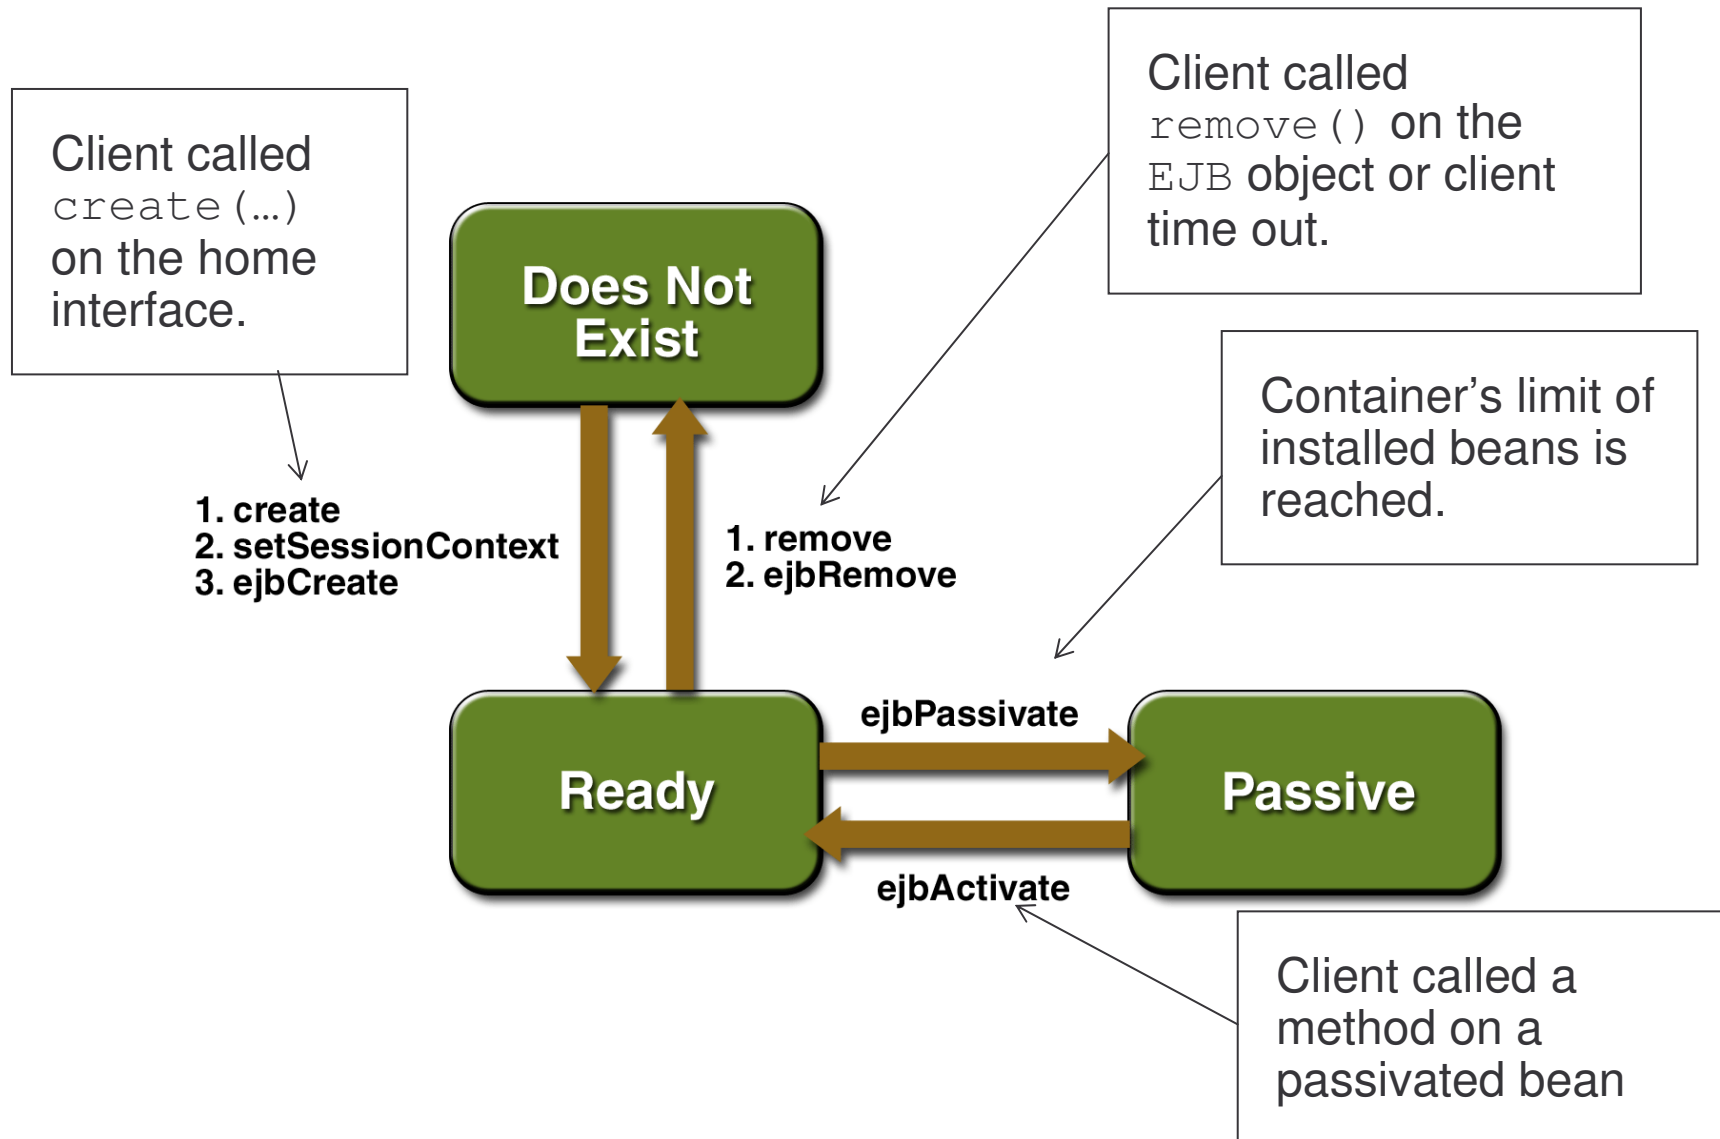 Client called
create(…)
on the home
interface.
Client called
remove() on the
EJB object or client
time out.
Does Not
Exist
Container’s limit of
installed beans is
reached.
1. create
2. setSessionContext
3. ejbCreate
1. remove
2. ejbRemove
ejbPassivate
Ready
Passive
ejbActivate
Client called a
method on a
passivated bean